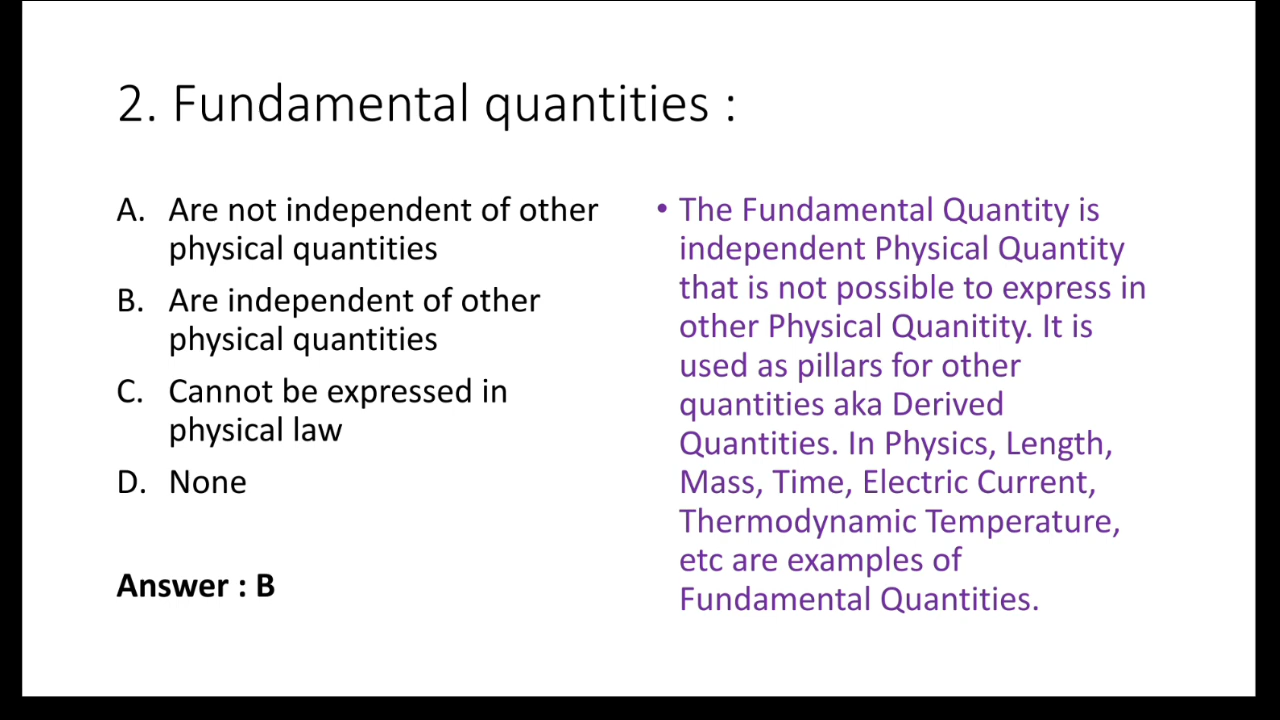 2. Fundamental quantities :
A. Are not independent of other
physical quantities
B. Are independent of other
physical quantities
C. Cannot be expressed in
physical law
D. None
Answer : B
• The Fundamental Quantity is
independent Physical Quantity
that is not possible to express in
other Physical Quanitity. It is
used as pillars for other
quantities aka Derived
Quantities. In Physics, Length,
Mass, Time, Electric Current,
Thermodynamic Temperature,
etc are examples of
Fundamental Quantities.